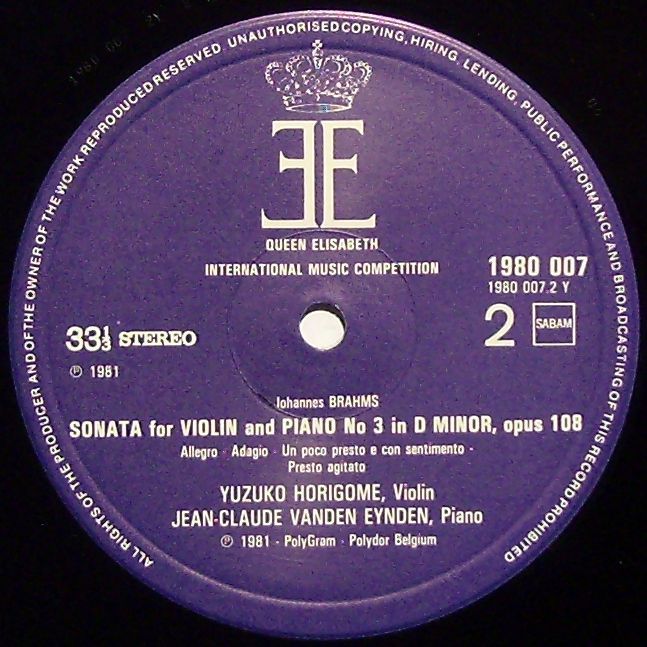 UNAUTHORISED COPYING, HIRING, LENDING, PUBLIC PERFORMANCE AND BROADCASTING OF THIS RECORD PROHIBITED
ALL RIGHTS OF THE PRODUCER AND OF THE OWNER OF THE WORK REPRODUCED RESERVED
EE
QUEEN ELISABETH
INTERNATIONAL MUSIC COMPETITION
1980 007
1980 007.2 Y
33⅓ STEREO
2
SABAM
℗ 1981
Johannes BRAHMS
SONATA for VIOLIN and PIANO No 3 in D MINOR, opus 108
Allegro - Adagio - Un poco presto e con sentimento -
Presto agitato
YUZUKO HORIGOME, Violin
JEAN-CLAUDE VANDEN EYNDEN, Piano
℗ 1981 - PolyGram - Polydor Belgium